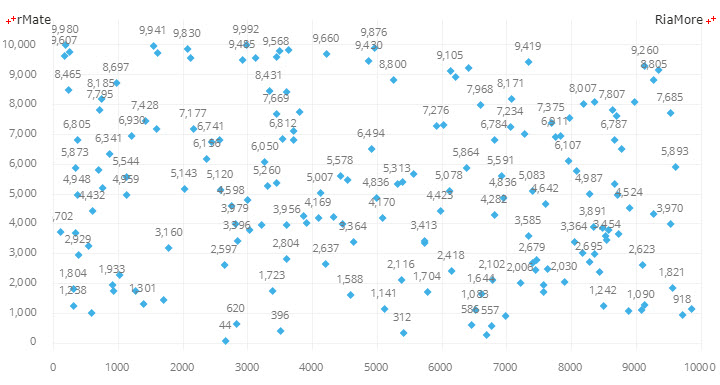 rMate RiaMore
9,980 9,941 9,830 9,992 9,568 9,660 9,876
9,607 9,485 9,430 9,105 9,419 9,260
10,000 8,800 8,805
9,000 8,465 8,697 8,431 7,968 8,171 8,007
8,000 8,185 7,669 7,807 7,685
7,795 7,428 7,177 7,276 7,234 7,375
7,000 6,805 6,930 6,741 6,812 6,784 6,911 6,787
6,341 6,196 6,494
6,000 5,873 6,050 5,864 6,107 5,893
5,544 5,578 5,313 5,591
5,000 4,948 4,959 5,143 5,120 5,260 5,007 4,836 5,078 4,836 5,083 4,987
4,432 4,598 4,642 4,524
4,000 3,979 3,956 4,169 4,170 4,423 4,282 3,891 3,970
3,702 3,396 3,585 3,364 3,454
3,000 2,929 3,160 3,364 3,413
2,597 2,804 2,637 2,418 2,679 2,695 2,623
2,000 1,804 1,933 1,723 2,116 2,102 2,006 2,030
1,238 1,301 1,588 1,704 1,644 1,821
1,000 1,141 1,083 1,242 1,090
620 396 312 586 557 918
0 44
0 1000 2000 3000 4000 5000 6000 7000 8000 9000 10000